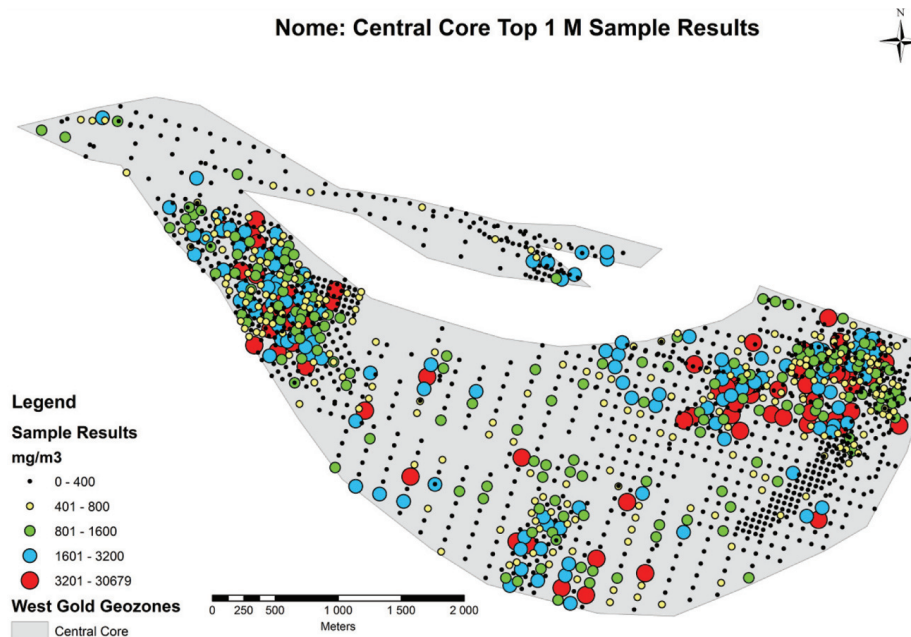 Nome: Central Core Top 1 M Sample Results
N
Legend
Sample Results
mg/m3
0 - 400
401 - 800
801 - 1600
1601 - 3200
3201 - 30679
West Gold Geozones
Central Core
0 250 500 1 000 1 500 2 000
Meters